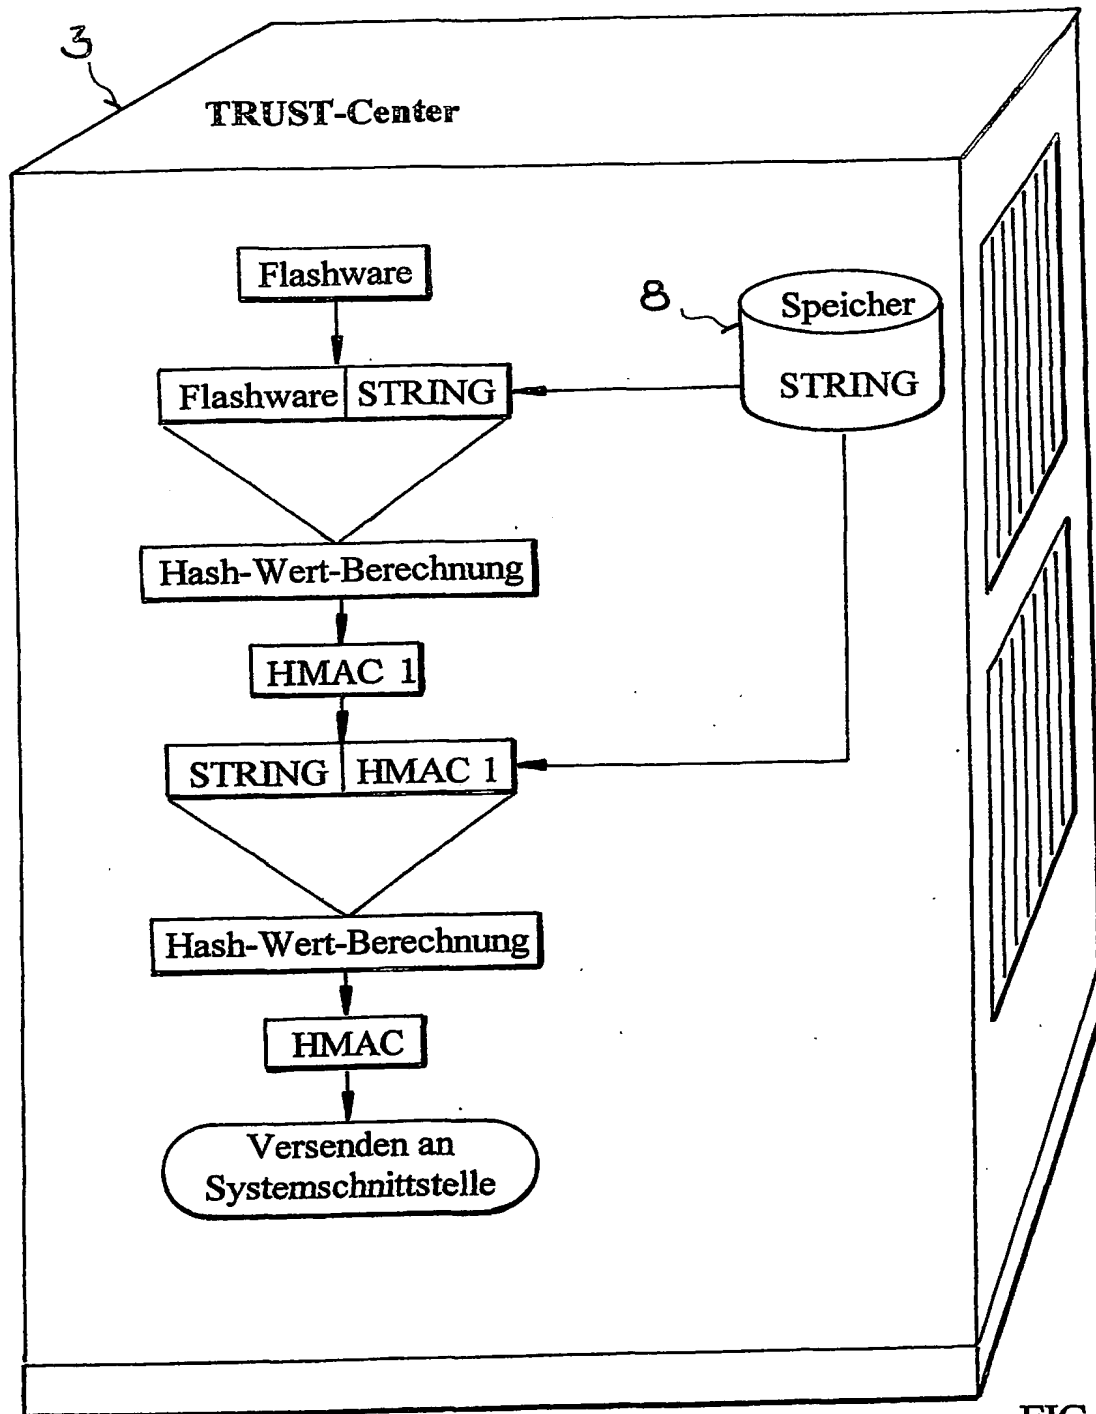 3
TRUST-Center
Flashware
8
Speicher
Flashware STRING
STRING
Hash-Wert-Berechnung
HMAC 1
STRING HMAC 1
Hash-Wert-Berechnung
HMAC
Versenden an
Systemschnittstelle